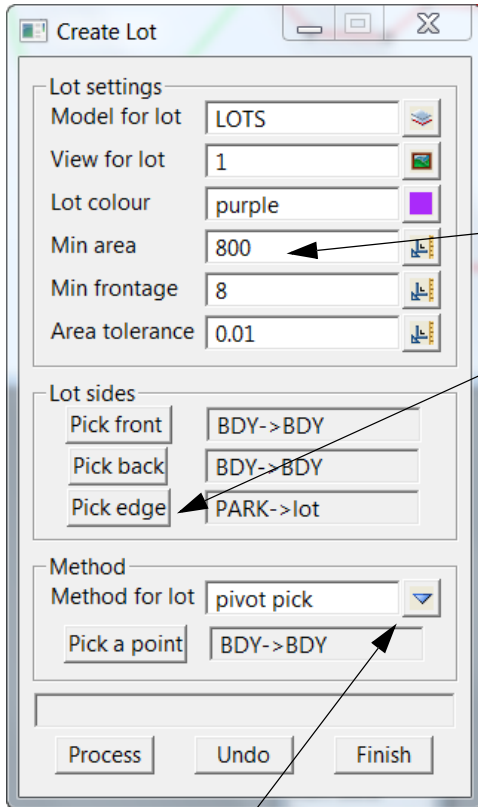 Create Lot
Lot settings
Model for lot LOTS
View for lot 1
Lot colour purple
Min area 800
Min frontage 8
Area tolerance 0.01
Lot sides
Pick front BDY->BDY
Pick back BDY->BDY
Pick edge PARK->lot
Method
Method for lot pivot pick
Pick a point BDY->BDY
Process Undo Finish